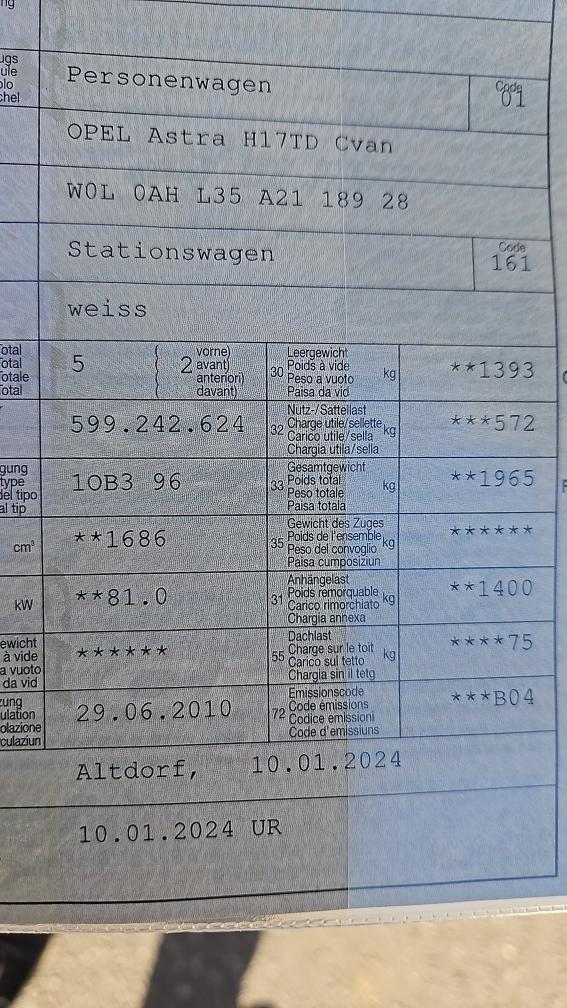 ng
ugs
ule
olo
chel
Personenwagen
Code
01
OPEL Astra H17TD Cvan
WOL OAH L35 A21 189 28
Stationswagen
Code
161
weiss
otal
otal
Totale
otal
5
2
vorne)
avant)
anteriori)
davant)
30
Leergewicht
Poids à vide
Peso a vuoto
Paisa da vid
kg
**1393
599.242.624
32
Nutz-/Sattellast
Charge utile/sellette
Carico utile/sella
Chargia utila/sella
kg
***572
gung
type
del tipo
al tip
1OB3 96
33
Gesamtgewicht
Poids total
Peso totale
Paisa totala
kg
**1965
cm³
**1686
35
Gewicht des Zuges
Poids de l'ensemble
Peso del convoglio
Paisa cumposiziun
kg
******
kW
**81.0
31
Anhängelast
Poids remorquable
Carico rimorchiato
Chargia annexa
kg
**1400
ewicht
à vide
a vuoto
da vid
******
55
Dachlast
Charge sur le toit
Carico sul tetto
Chargia sin il tetg
kg
****75
zung
ulation
olazione
culaziun
29.06.2010
72
Emissionscode
Code émissions
Codice emissioni
Code d'emissiuns
***B04
Altdorf, 10.01.2024
10.01.2024 UR